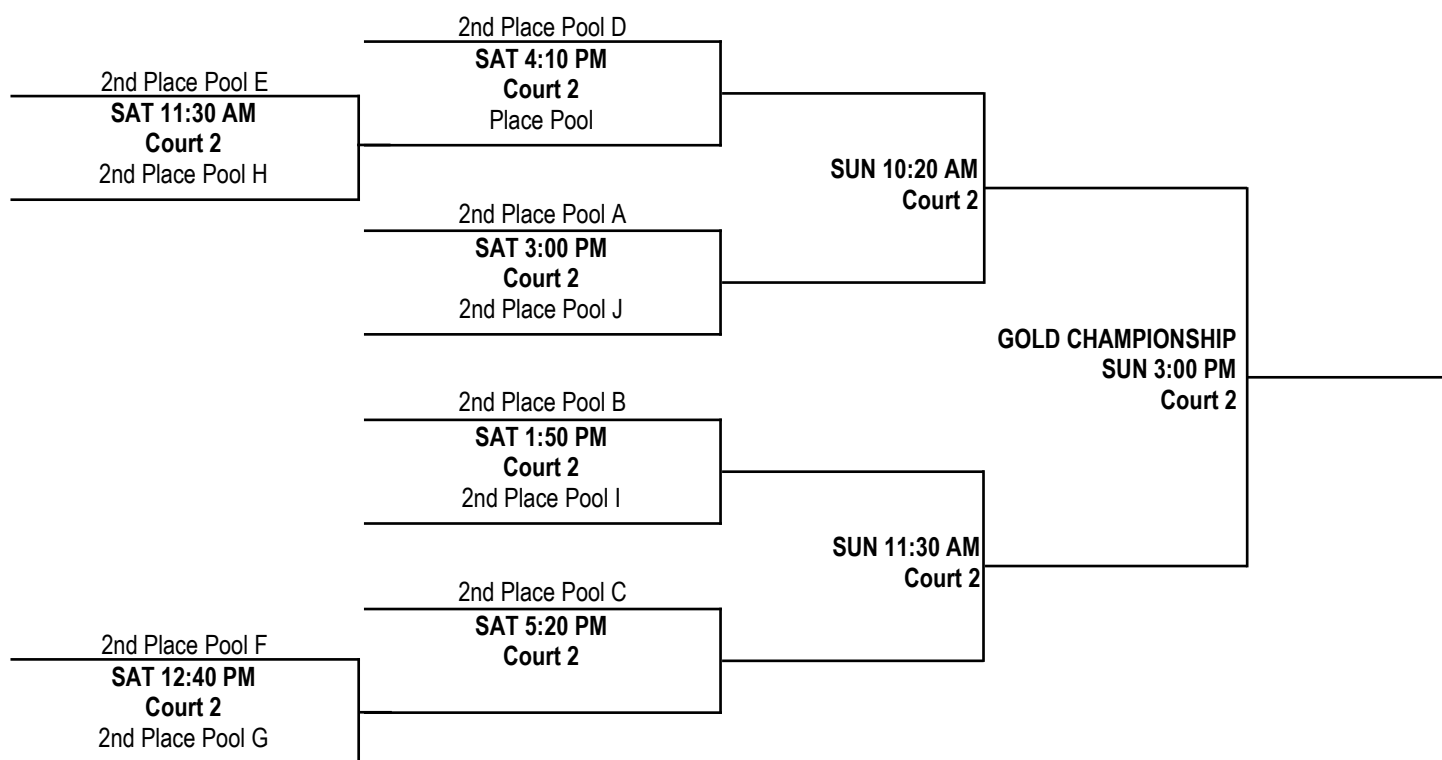 2nd Place Pool D
SAT 4:10 PM
Court 2
Place Pool
2nd Place Pool E
SAT 11:30 AM
Court 2
2nd Place Pool H
SUN 10:20 AM
Court 2
2nd Place Pool A
SAT 3:00 PM
Court 2
2nd Place Pool J
GOLD CHAMPIONSHIP
SUN 3:00 PM
Court 2
2nd Place Pool B
SAT 1:50 PM
Court 2
2nd Place Pool I
SUN 11:30 AM
Court 2
2nd Place Pool C
SAT 5:20 PM
Court 2
2nd Place Pool F
SAT 12:40 PM
Court 2
2nd Place Pool G